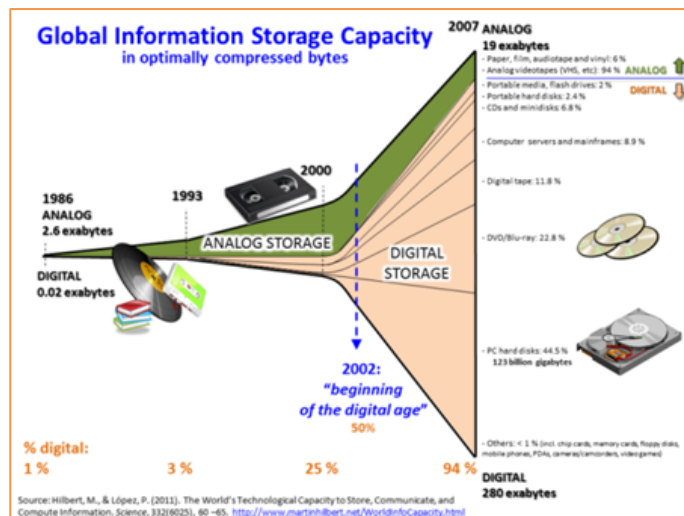 Global Information Storage Capacity
in optimally compressed bytes
2007 ANALOG
19 exabytes
- Paper, film, audiotape and vinyl: 6 %
- Analog videotapes (VHS, etc): 94 %
ANALOG
- Portable media, flash drives: 2 %
DIGITAL
- Portable hard disks: 2.4 %
- CDs and minidisks: 6.8 %
- Computer servers and mainframes: 8.9 %
- Digital tape: 11.8 %
- DVD/Blu-ray: 22.8 %
- PC hard disks: 44.5 %
123 billion gigabytes
- Others: < 1 % (incl. chip cards, memory cards, floppy disks,
mobile phones, PDAs, cameras/camcorders, video games)
DIGITAL
280 exabytes
1986
ANALOG
2.6 exabytes
DIGITAL
0.02 exabytes
1993
2000
ANALOG STORAGE
DIGITAL
STORAGE
2002:
"beginning
of the digital age"
50%
% digital:
1 %
3 %
25 %
94 %
Source: Hilbert, M., & López, P. (2011). The World's Technological Capacity to Store, Communicate, and
Compute Information. Science, 332(6025), 60 –65. http://www.martinhilbert.net/WorldInfoCapacity.html